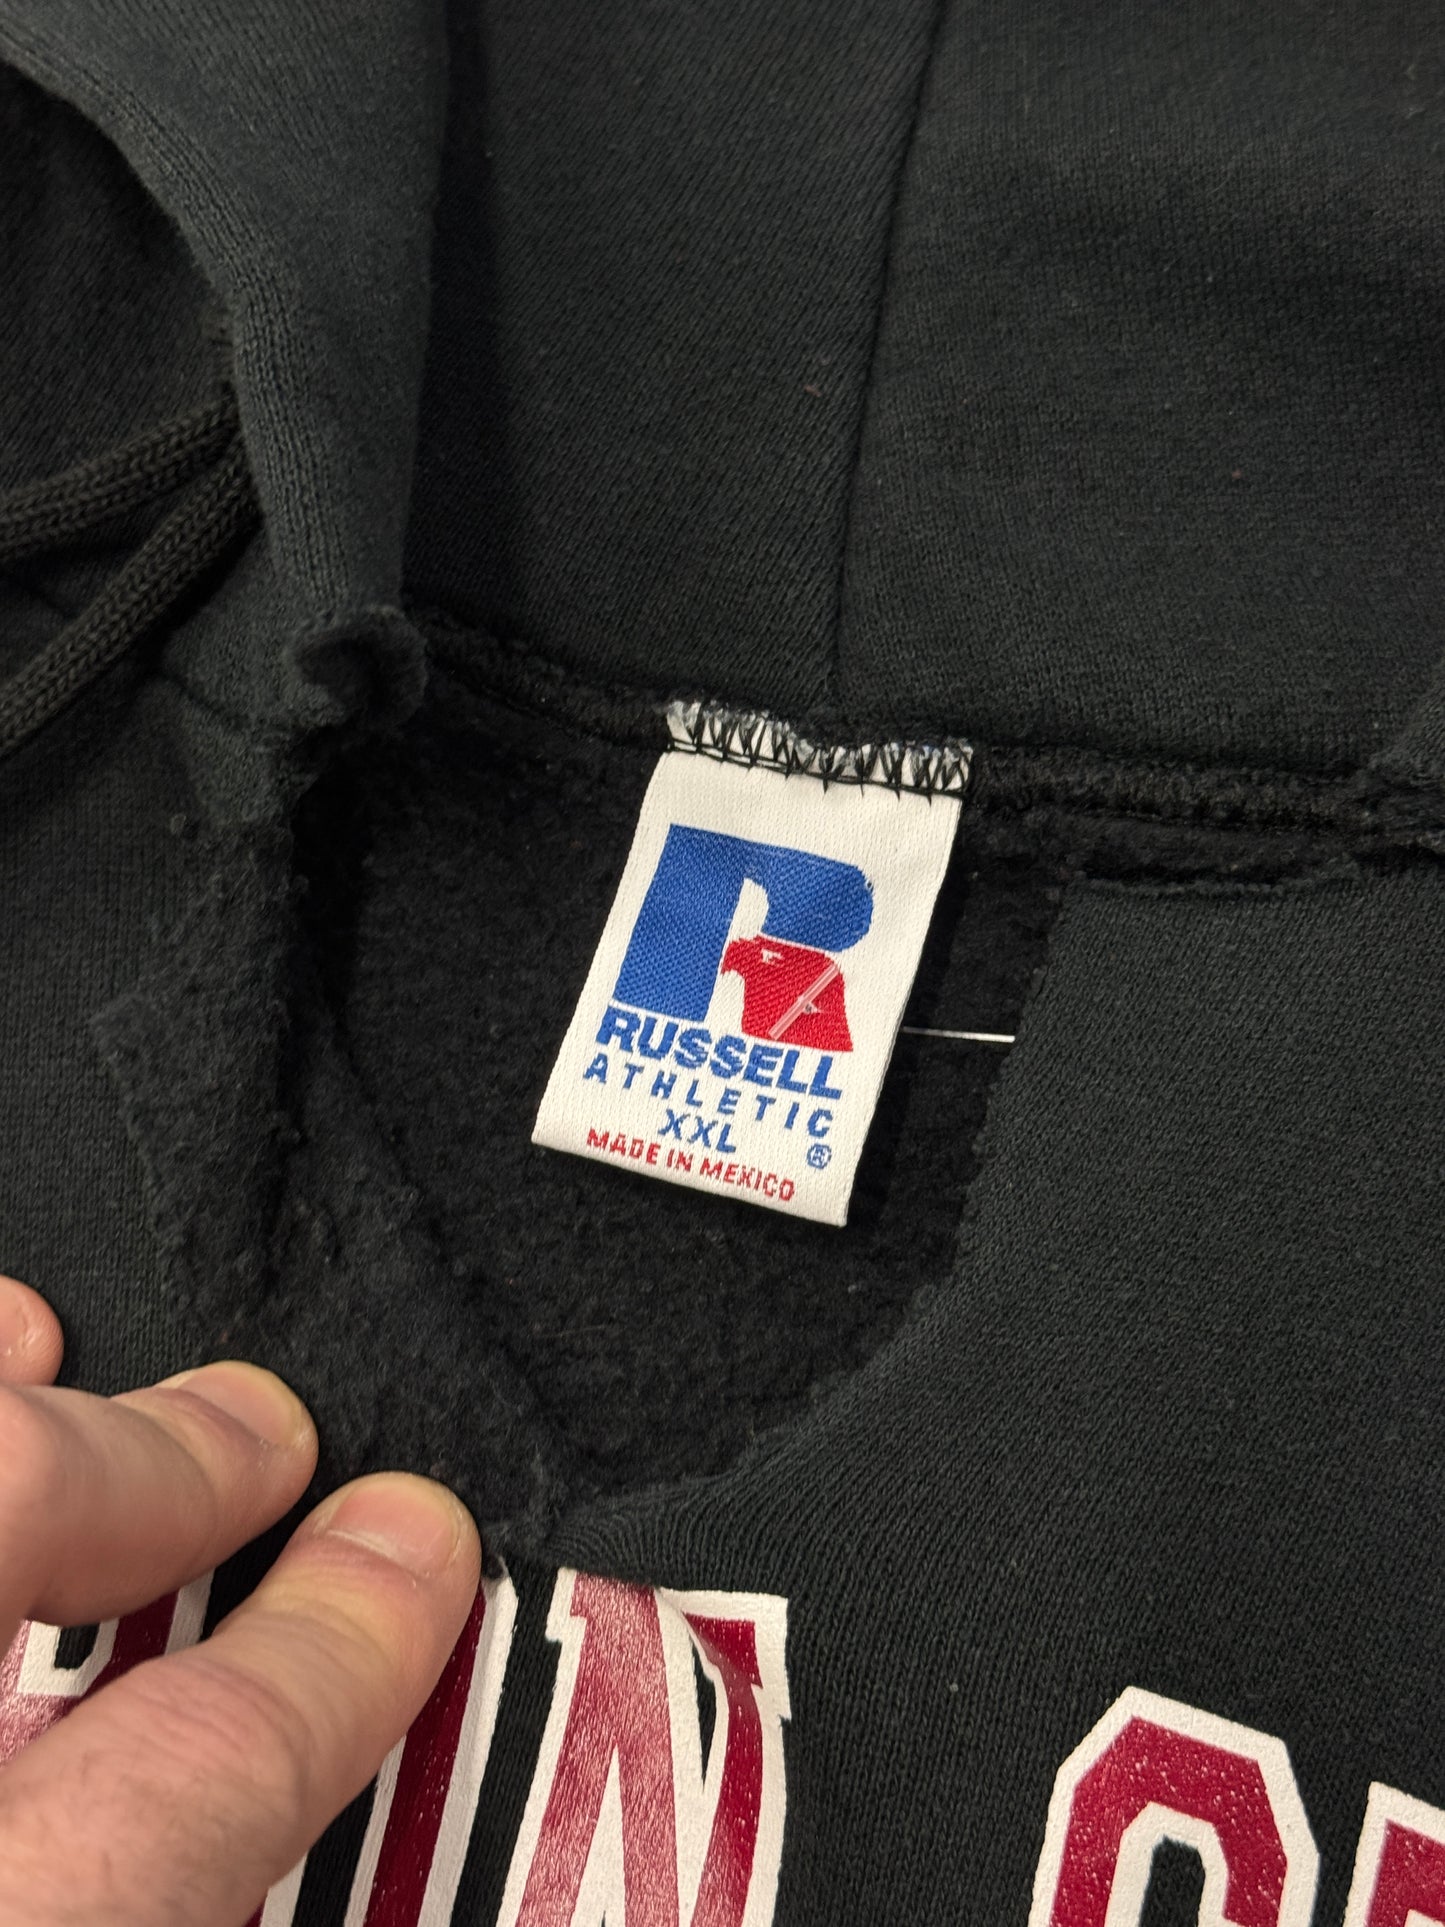 RUSSELL
ATHLETIC
XXL ®
MADE IN MEXICO